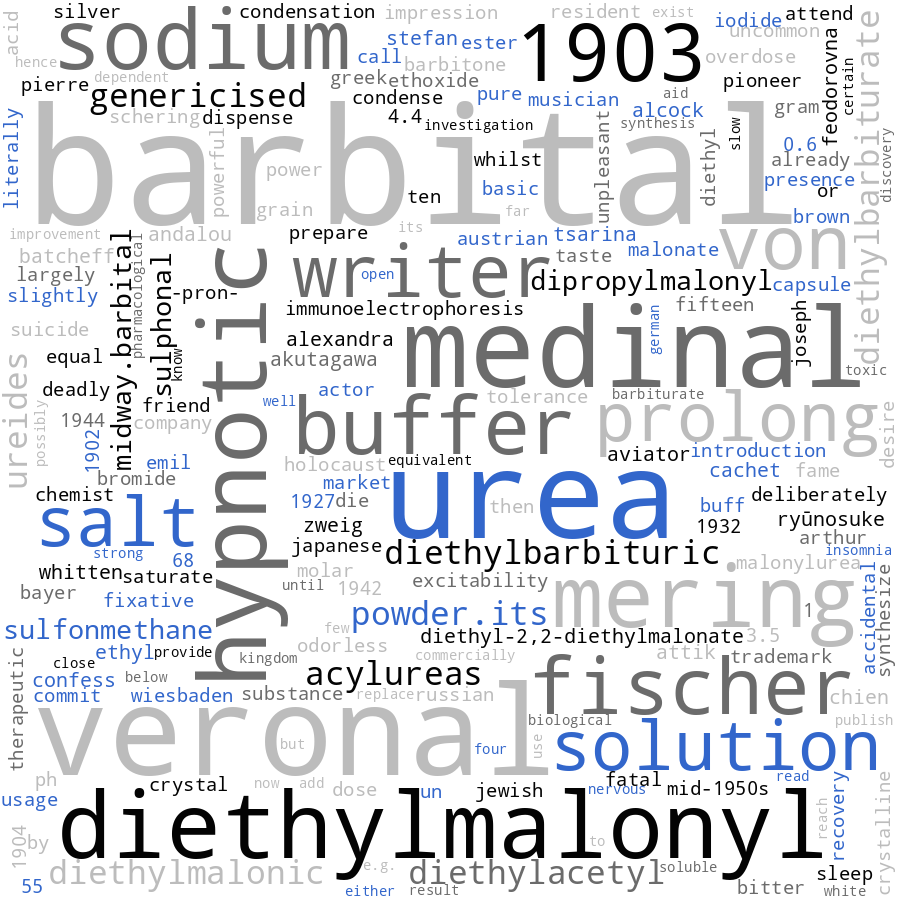 silver
condensation
impression
resident
exist
iodide
attend
acid
sodium
stefan
ester
1903
uncommon
hence
call
barbitone
overdose
feodorovna
certain
diethylbarbiturate
pierre
dependent
greek
ethoxide
pioneer
genericised
condense
pure
musician
aid
alcock
gram
literally
schering
dispense
4.4
investigation
synthesis
slow
0.6
discovery
barbital
powerful
power
whilst
unpleasant
diethyl
already
ten
basic
presence
or
grain
far
its
brown
improvement
midway.barbital
pharmacological
andalou
prepare
austrian
tsarina
malonate
von
batcheff
sulphonal
hypnotic
writer
taste
largely
open
dipropylmalonyl
capsule
slightly
-pron-
immunoelectrophoresis
fifteen
suicide
know
alexandra
medinal
german
joseph
equal
akutagawa
toxic
ureides
deadly
friend
actor
well
tolerance
barbiturate
possibly
1944
company
buffer
prolong
desire
1902
emil
holocaust
equivalent
aviator
introduction
bromide
market
cachet
fame
chemist
1927
die
urea
then
buff
deliberately
salt
zweig
1932
ryūnosuke
strong
68
japanese
diethylbarbituric
arthur
insomnia
whitten
saturate
molar
excitability
malonylurea
bayer
until
1942
mering
accidental
synthesize
fixative
powder.its
1
sulfonmethane
few
diethyl-2,2-diethylmalonate
3.5
therapeutic
ethyl
provide
odorless
commercially
attik
trademark
close
kingdom
confess
below
acylureas
fischer
commit
wiesbaden
substance
replace
russian
chien
veronal
biological
publish
but
four
use
solution
ph
crystal
now
add
dose
un
jewish
fatal
nervous
mid-1950s
read
usage
diethylmalonyl
reach
recovery
crystalline
1904
by
to
diethylmalonic
e.g.
diethylacetyl
soluble
sleep
55
either
result
bitter
white